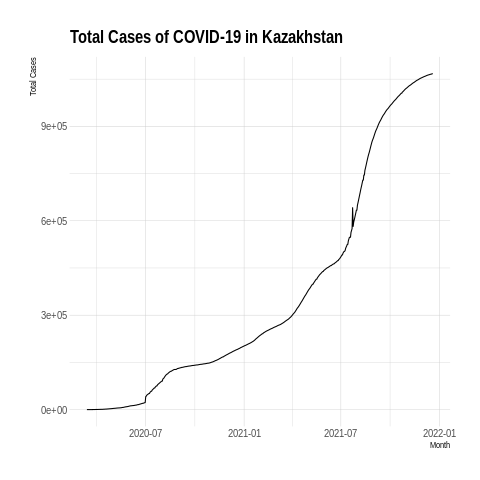 Total Cases of COVID-19 in Kazakhstan
Total Cases
9e+05
6e+05
3e+05
0e+00
2020-07 2021-01 2021-07 2022-01
Month